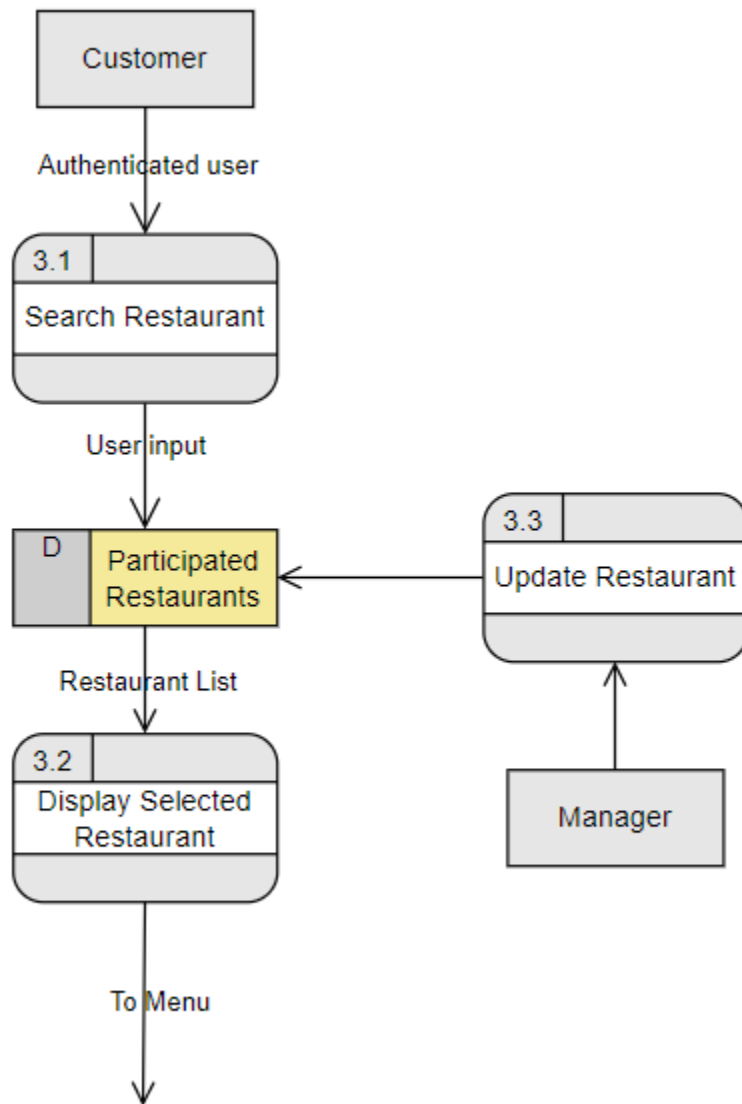 Customer
Authenticated user
3.1
Search Restaurant
User input
D
Participated
Restaurants
3.3
Update Restaurant
Restaurant List
3.2
Display Selected
Restaurant
Manager
To Menu